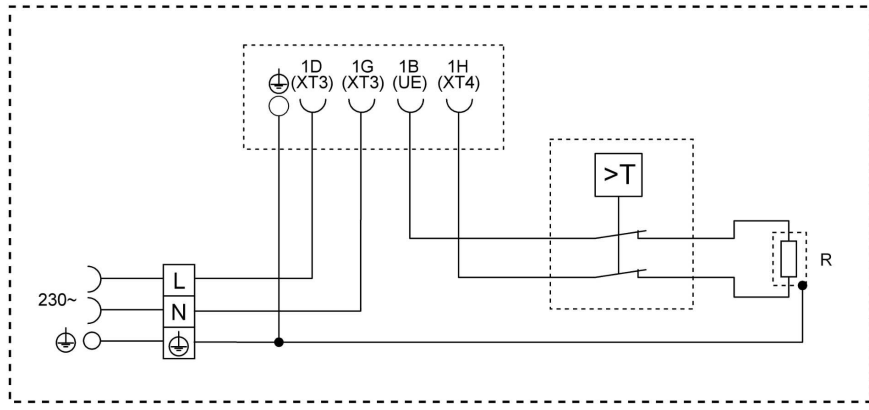 1D 1G 1B 1H
(XT3) (XT3) (UE) (XT4)
>T
R
L
230~
N